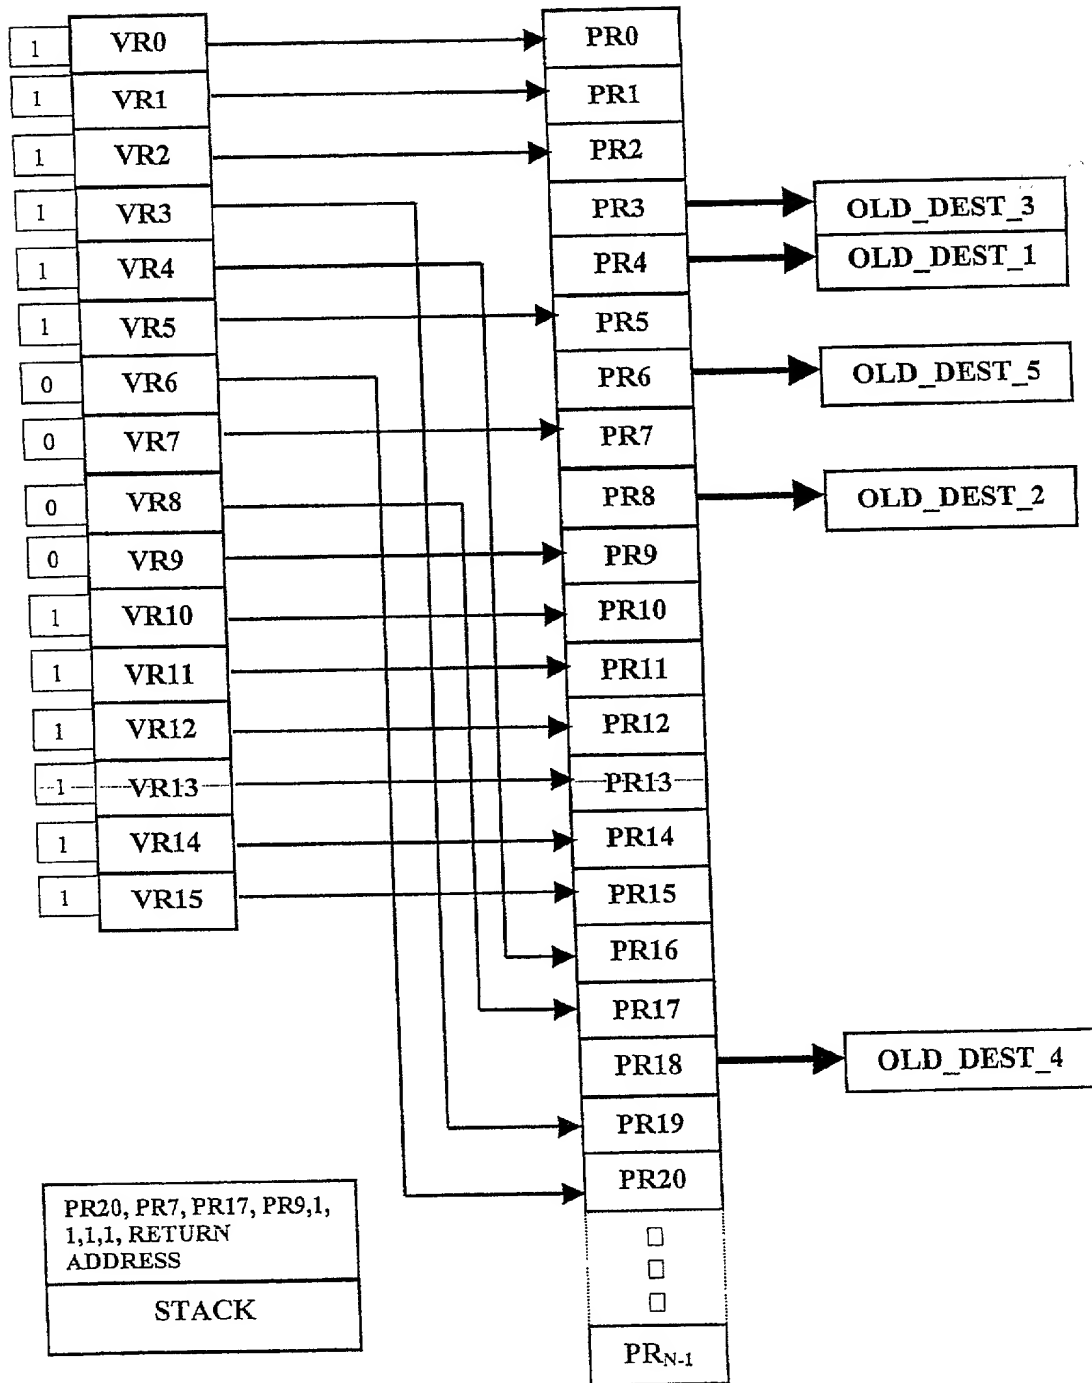 1 VR0 PR0
1 VR1 PR1
1 VR2 PR2
1 VR3 PR3 OLD_DEST_3
1 VR4 PR4 OLD_DEST_1
1 VR5 PR5
0 VR6 PR6 OLD_DEST_5
0 VR7 PR7
0 VR8 PR8 OLD_DEST_2
0 VR9 PR9
1 VR10 PR10
1 VR11 PR11
1 VR12 PR12
1 VR13 PR13
1 VR14 PR14
1 VR15 PR15
PR16
PR17
PR18 OLD_DEST_4
PR19
PR20
PRN-1
PR20, PR7, PR17, PR9,1,
1,1,1, RETURN
ADDRESS
STACK